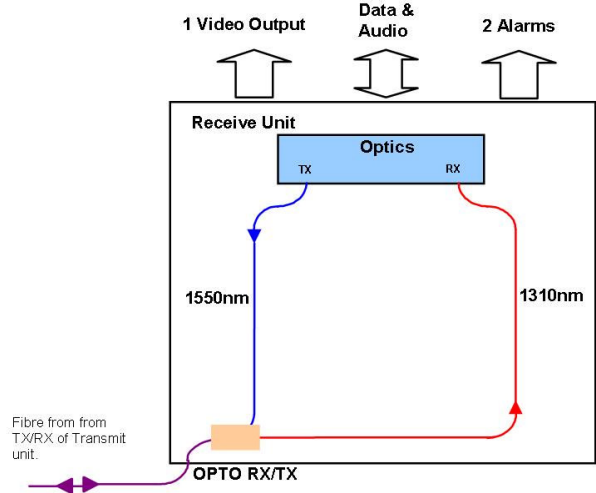 1 Video Output
Data &
Audio
2 Alarms
Receive Unit
Optics
TX
RX
1550nm
1310nm
Fibre from from
TX/RX of Transmit
unit.
OPTO RX/TX